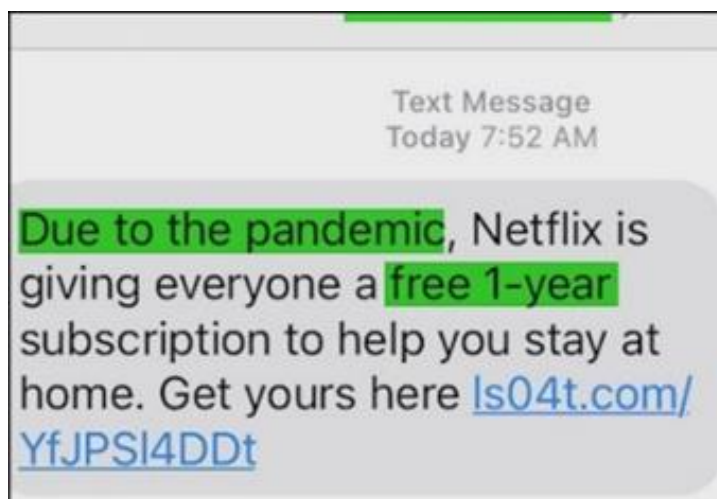 Text Message
Today 7:52 AM
Due to the pandemic, Netflix is
giving everyone a free 1-year
subscription to help you stay at
home. Get yours here ls04t.com/
YfJPSl4DDt